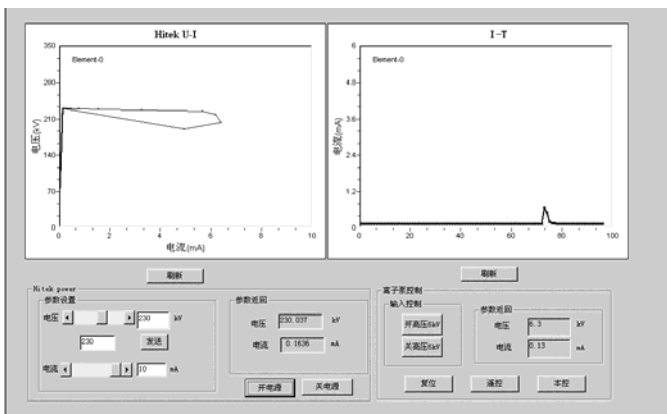 Hitek U-I
350
280
210
140
70
0
电压(kV)
Element-0
0 2 4 6 8 10
电流(mA)
I-T
6
4.8
3.6
2.4
1.2
0
电流(mA)
Element-0
0 20 40 60 80 100
刷新
刷新
Hitek power
参数设置
电压 230 kV
230 发送
电流 10 mA
参数返回
电压 230.037 kV
电流 0.1636 mA
开电源 关电源
离子泵控制
输入控制
开高压5kV
关高压5kV
参数返回
电压 5.3 kV
电流 0.13 mA
复位 遥控 本控